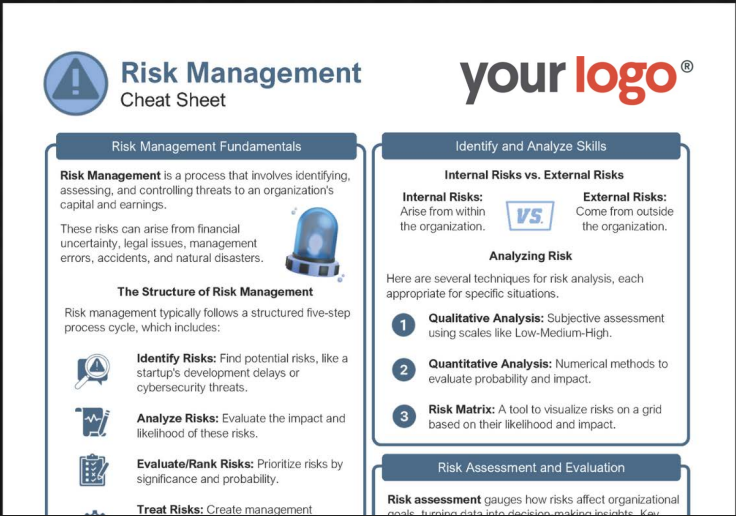 Risk Management
Cheat Sheet
your logo®
Risk Management Fundamentals
Risk Management is a process that involves identifying,
assessing, and controlling threats to an organization's
capital and earnings.
These risks can arise from financial
uncertainty, legal issues, management
errors, accidents, and natural disasters.
The Structure of Risk Management
Risk management typically follows a structured five-step
process cycle, which includes:
Identify Risks: Find potential risks, like a
startup's development delays or
cybersecurity threats.
Analyze Risks: Evaluate the impact and
likelihood of these risks.
Evaluate/Rank Risks: Prioritize risks by
significance and probability.
Treat Risks: Create management
Identify and Analyze Skills
Internal Risks vs. External Risks
Internal Risks:
Arise from within
the organization.
VS.
External Risks:
Come from outside
the organization.
Analyzing Risk
Here are several techniques for risk analysis, each
appropriate for specific situations.
1 Qualitative Analysis: Subjective assessment
using scales like Low-Medium-High.
2 Quantitative Analysis: Numerical methods to
evaluate probability and impact.
3 Risk Matrix: A tool to visualize risks on a grid
based on their likelihood and impact.
Risk Assessment and Evaluation
Risk assessment gauges how risks affect organizational
goals, turning data into decision-making insights. Key